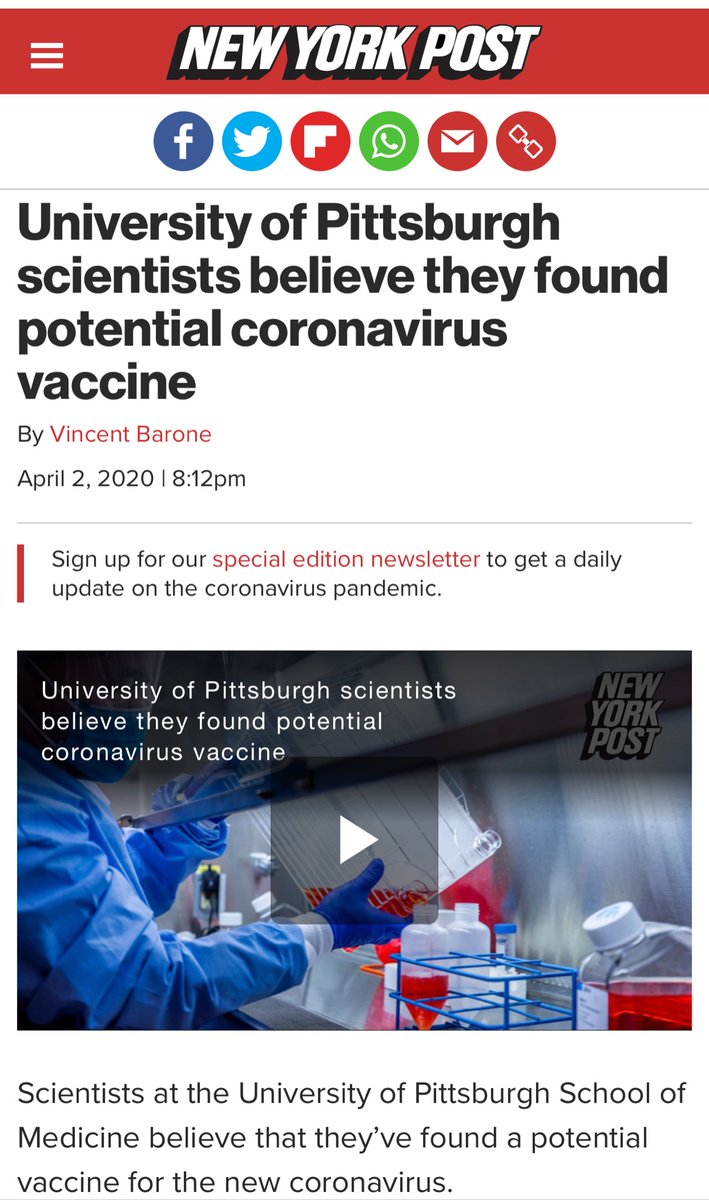 NEW YORK POST
University of Pittsburgh
scientists believe they found
potential coronavirus
vaccine
By Vincent Barone
April 2, 2020 | 8:12pm
Sign up for our special edition newsletter to get a daily
update on the coronavirus pandemic.
University of Pittsburgh scientists
believe they found potential
coronavirus vaccine
NEW
YORK
POST
Scientists at the University of Pittsburgh School of
Medicine believe that they’ve found a potential
vaccine for the new coronavirus.